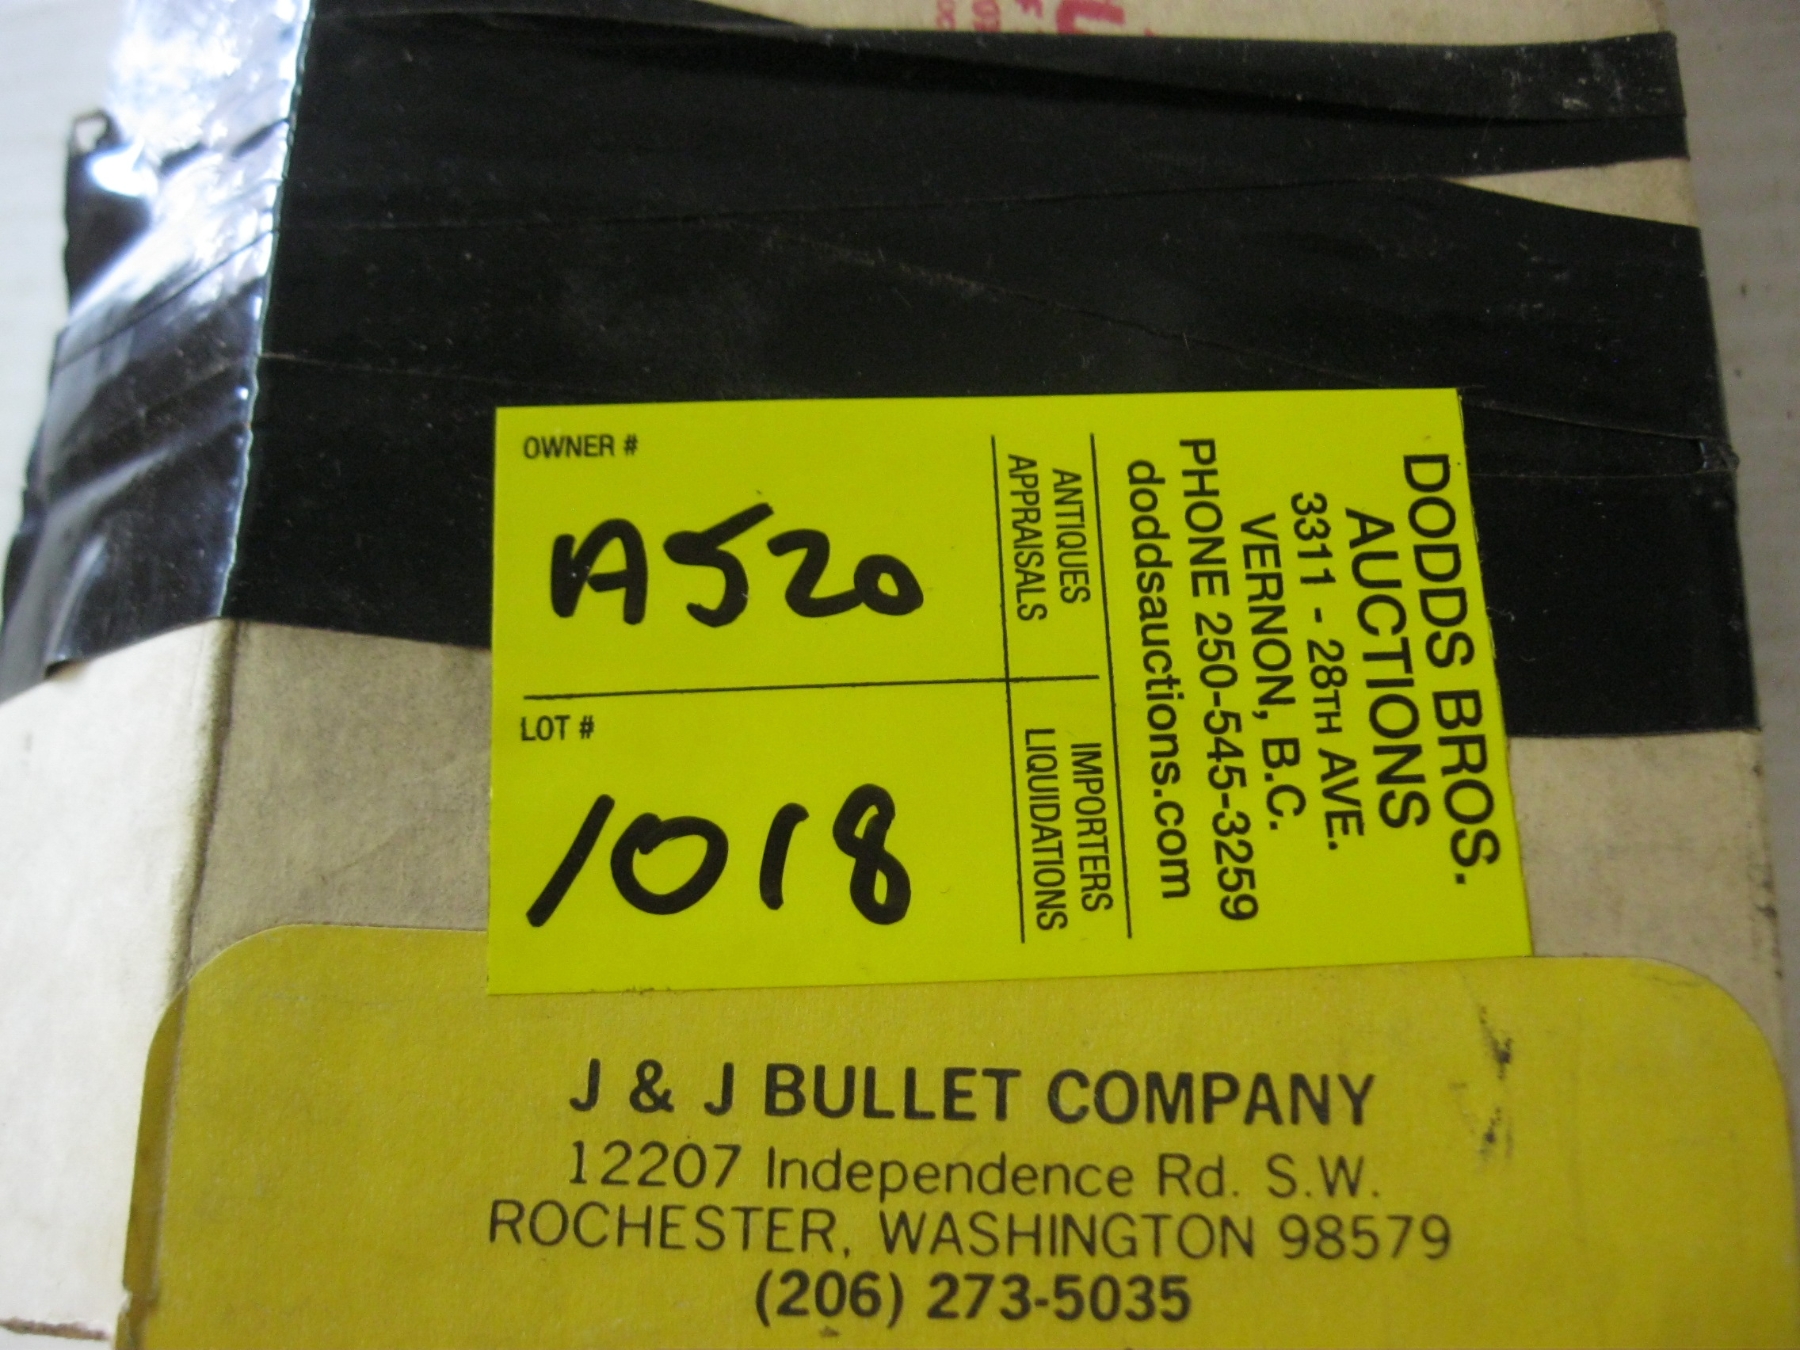 OWNER #
A520
LOT #
1018
ANTIQUES
APPRAISALS
IMPORTERS
LIQUIDATIONS
DODDS BROS.
AUCTIONS
3311 - 28TH AVE.
VERNON, B.C.
PHONE 250-545-3259
doddsauctions.com
J & J BULLET COMPANY
12207 Independence Rd. S.W.
ROCHESTER, WASHINGTON 98579
(206) 273-5035